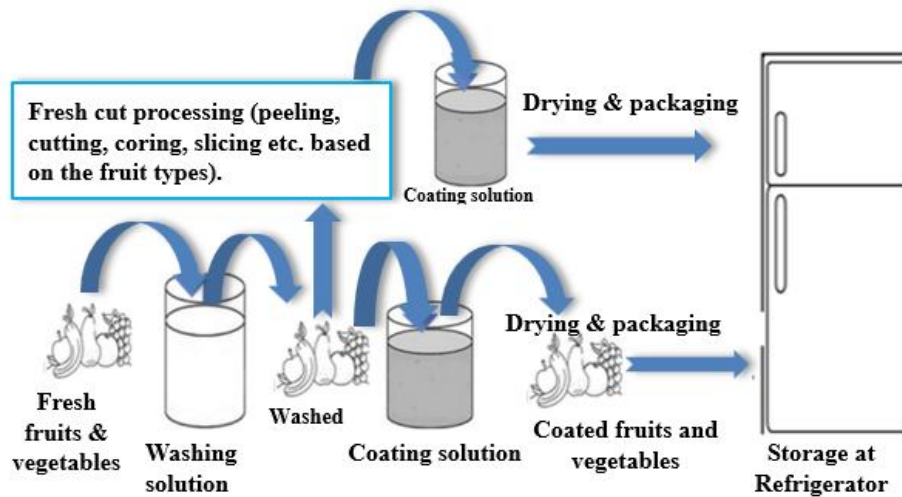 Fresh cut processing (peeling,
cutting, coring, slicing etc. based
on the fruit types).
Coating solution
Drying & packaging
Fresh
fruits &
vegetables
Washing
solution
Washed
Coating solution
Drying & packaging
Coated fruits and
vegetables
Storage at
Refrigerator